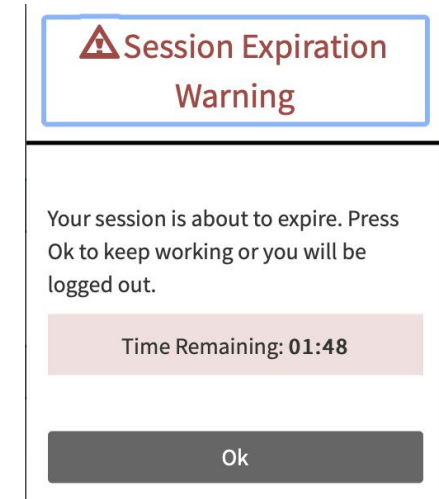 Session Expiration
Warning
Your session is about to expire. Press
Ok to keep working or you will be
logged out.
Time Remaining: 01:48
Ok